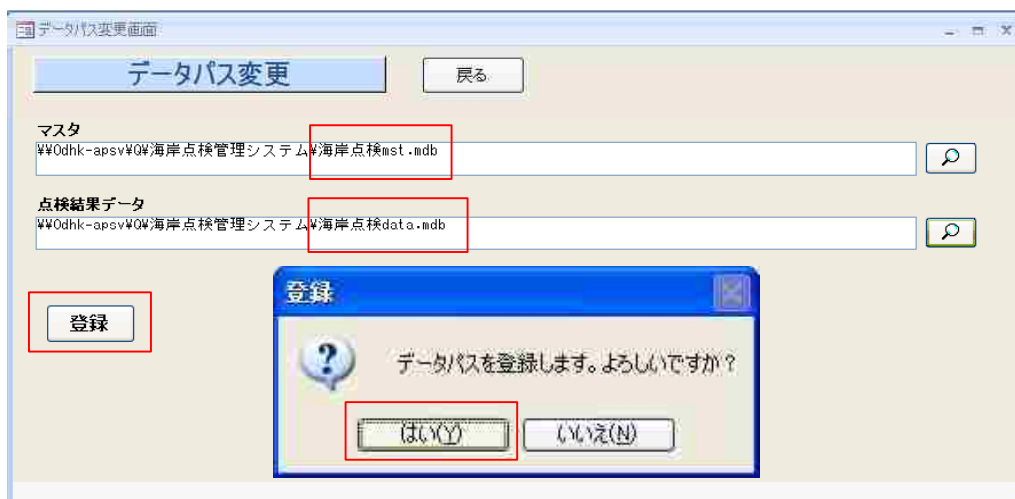 データパス変更画面
データパス変更
戻る
マスタ
¥¥Odhk-apsv¥Q¥海岸点検管理システム¥海岸点検mst.mdb
点検結果データ
¥¥Odhk-apsv¥Q¥海岸点検管理システム¥海岸点検data.mdb
登録
登録
データパスを登録します。よろしいですか?
はい(Y)
いいえ(N)